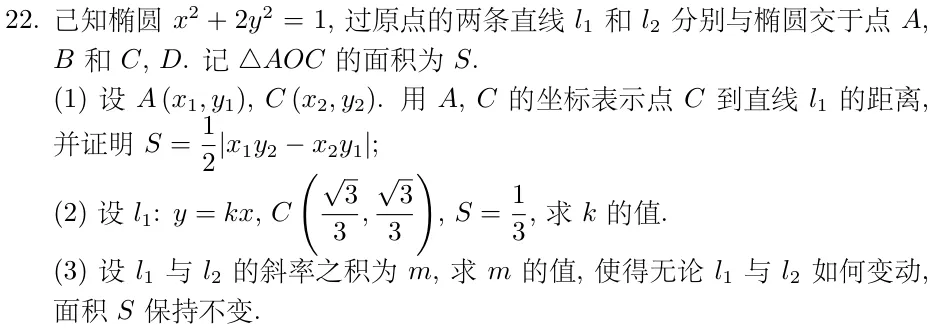 22. 已知椭圆 x² + 2y² = 1, 过原点的两条直线 l₁ 和 l₂ 分别与椭圆交于点 A,
B 和 C, D. 记 △AOC 的面积为 S.
(1) 设 A (x₁, y₁), C (x₂, y₂). 用 A, C 的坐标表示点 C 到直线 l₁ 的距离,
并证明 S = 1/2|x₁y₂ − x₂y₁|;
(2) 设 l₁: y = kx, C (√3/3, √3/3), S = 1/3, 求 k 的值.
(3) 设 l₁ 与 l₂ 的斜率之积为 m, 求 m 的值, 使得无论 l₁ 与 l₂ 如何变动,
面积 S 保持不变.